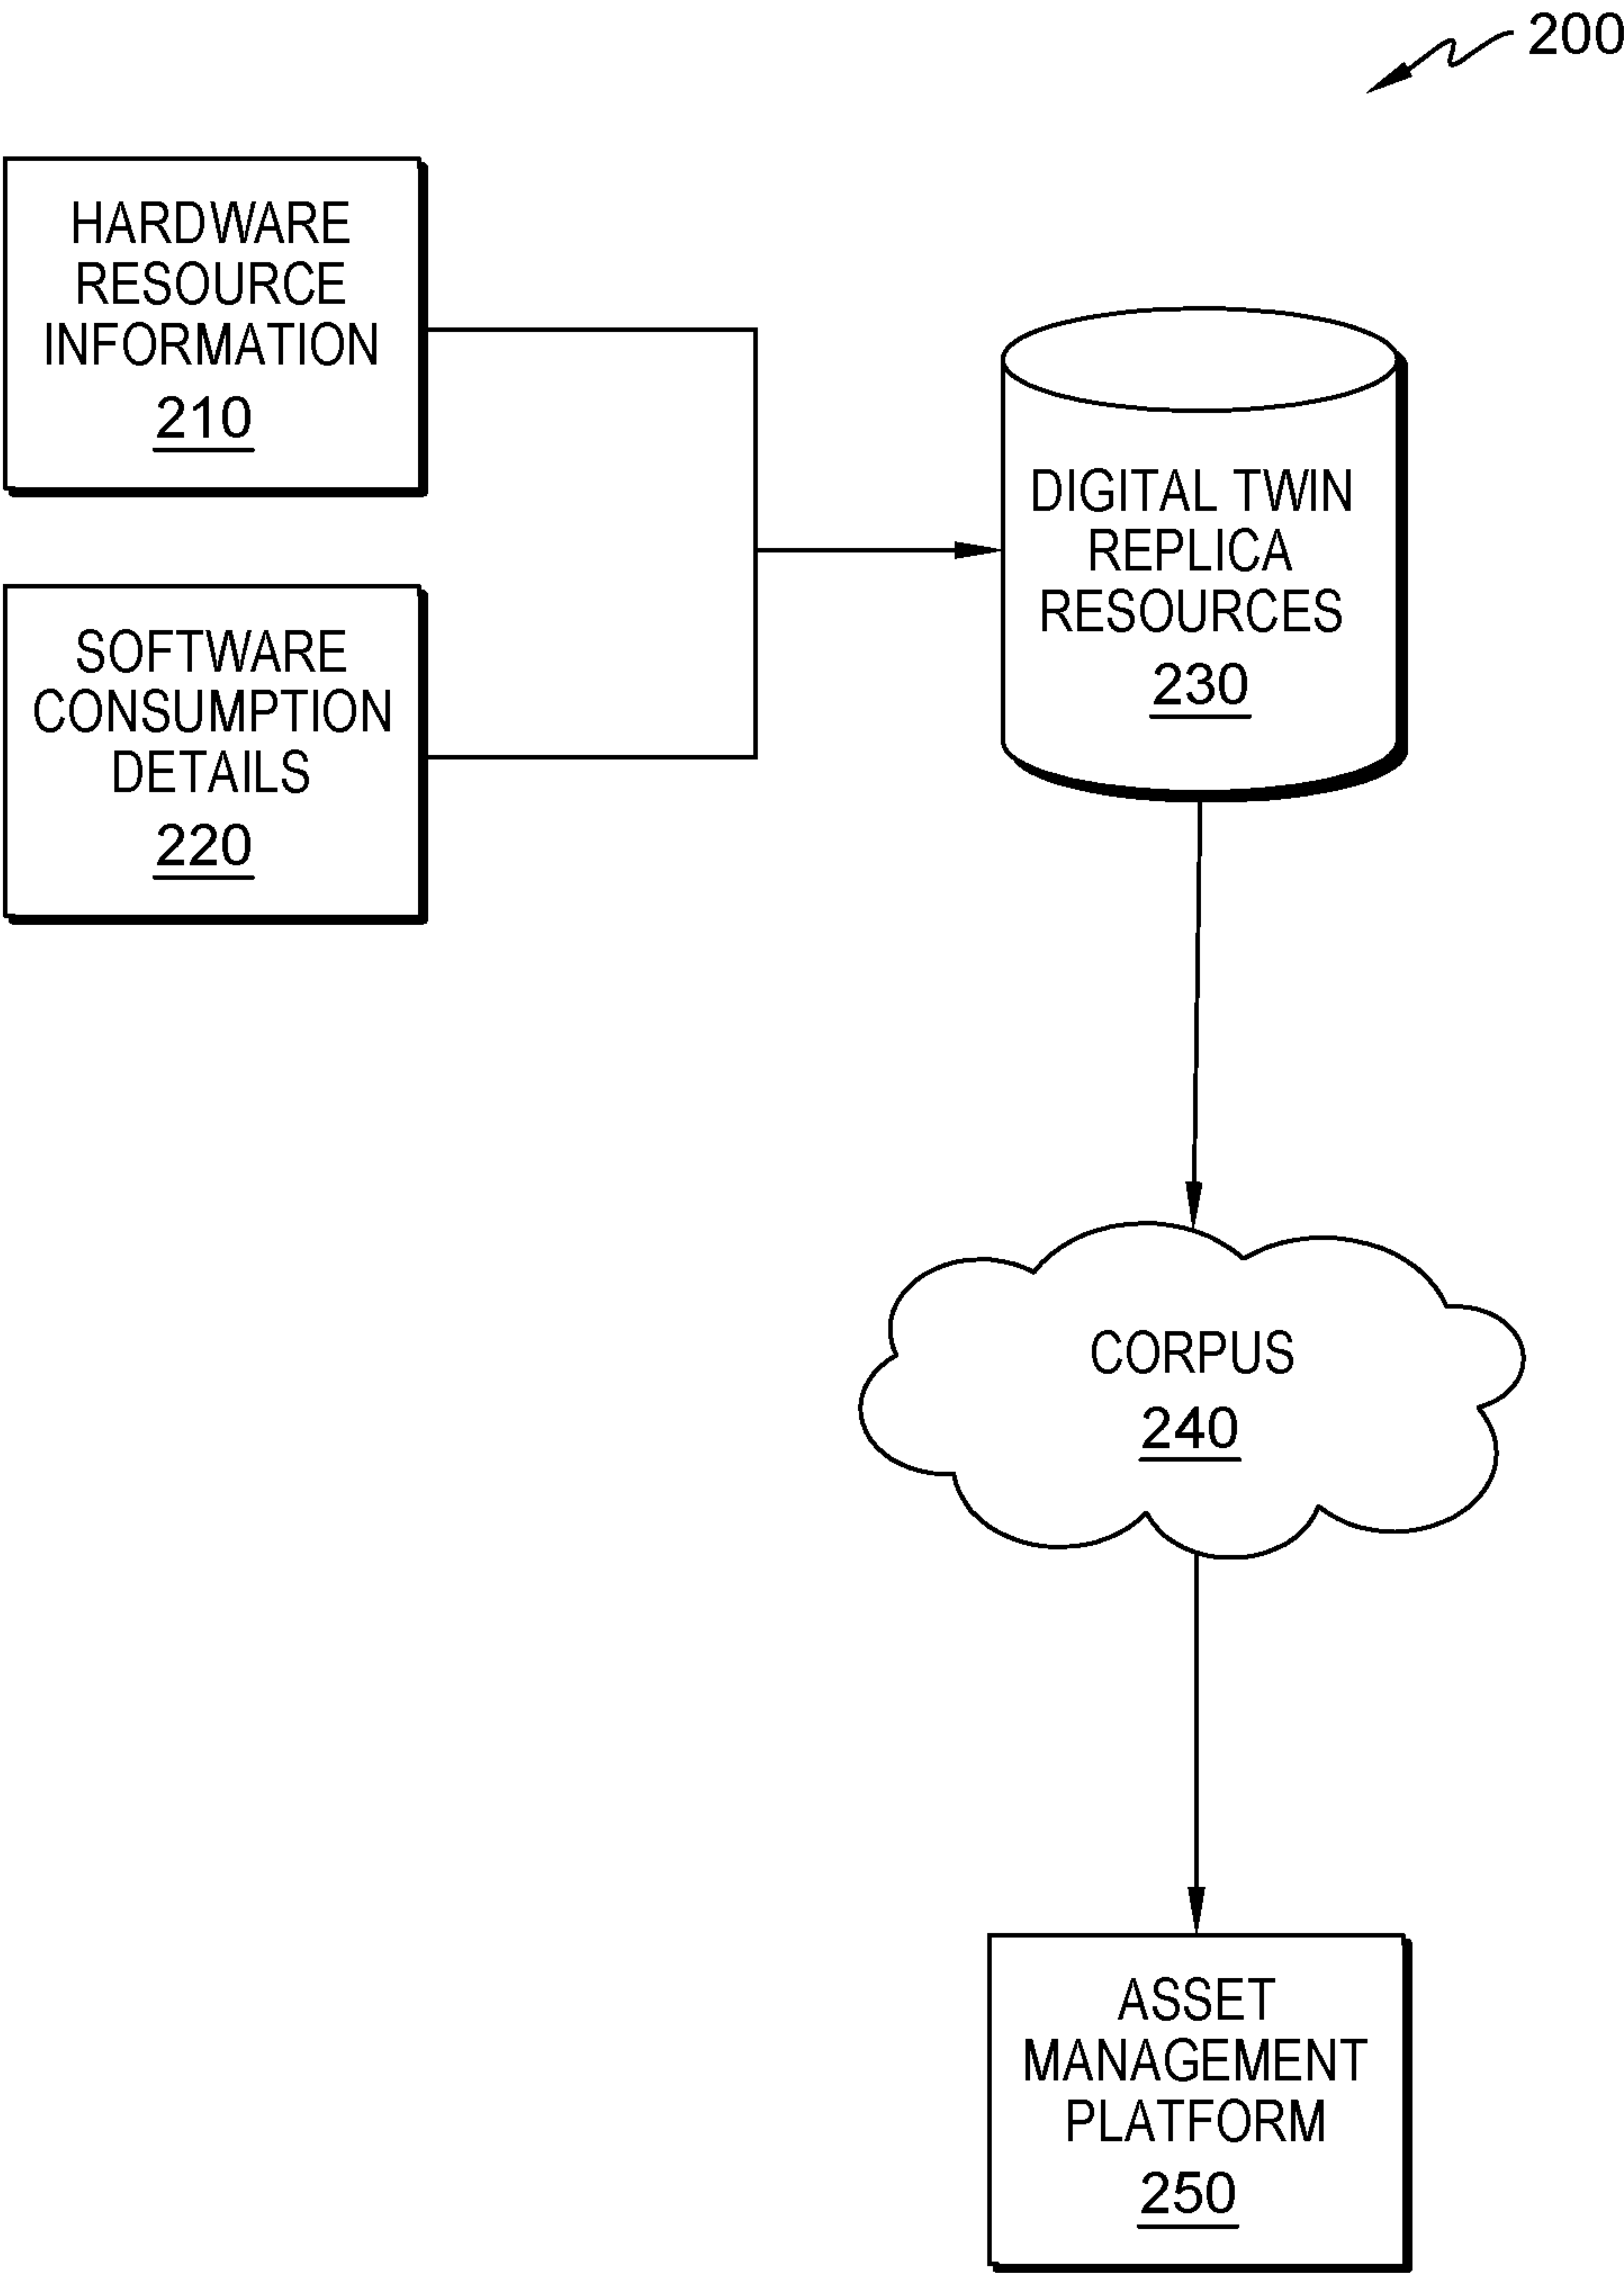 200
HARDWARE
RESOURCE
INFORMATION
210
SOFTWARE
CONSUMPTION
DETAILS
220
DIGITAL TWIN
REPLICA
RESOURCES
230
CORPUS
240
ASSET
MANAGEMENT
PLATFORM
250